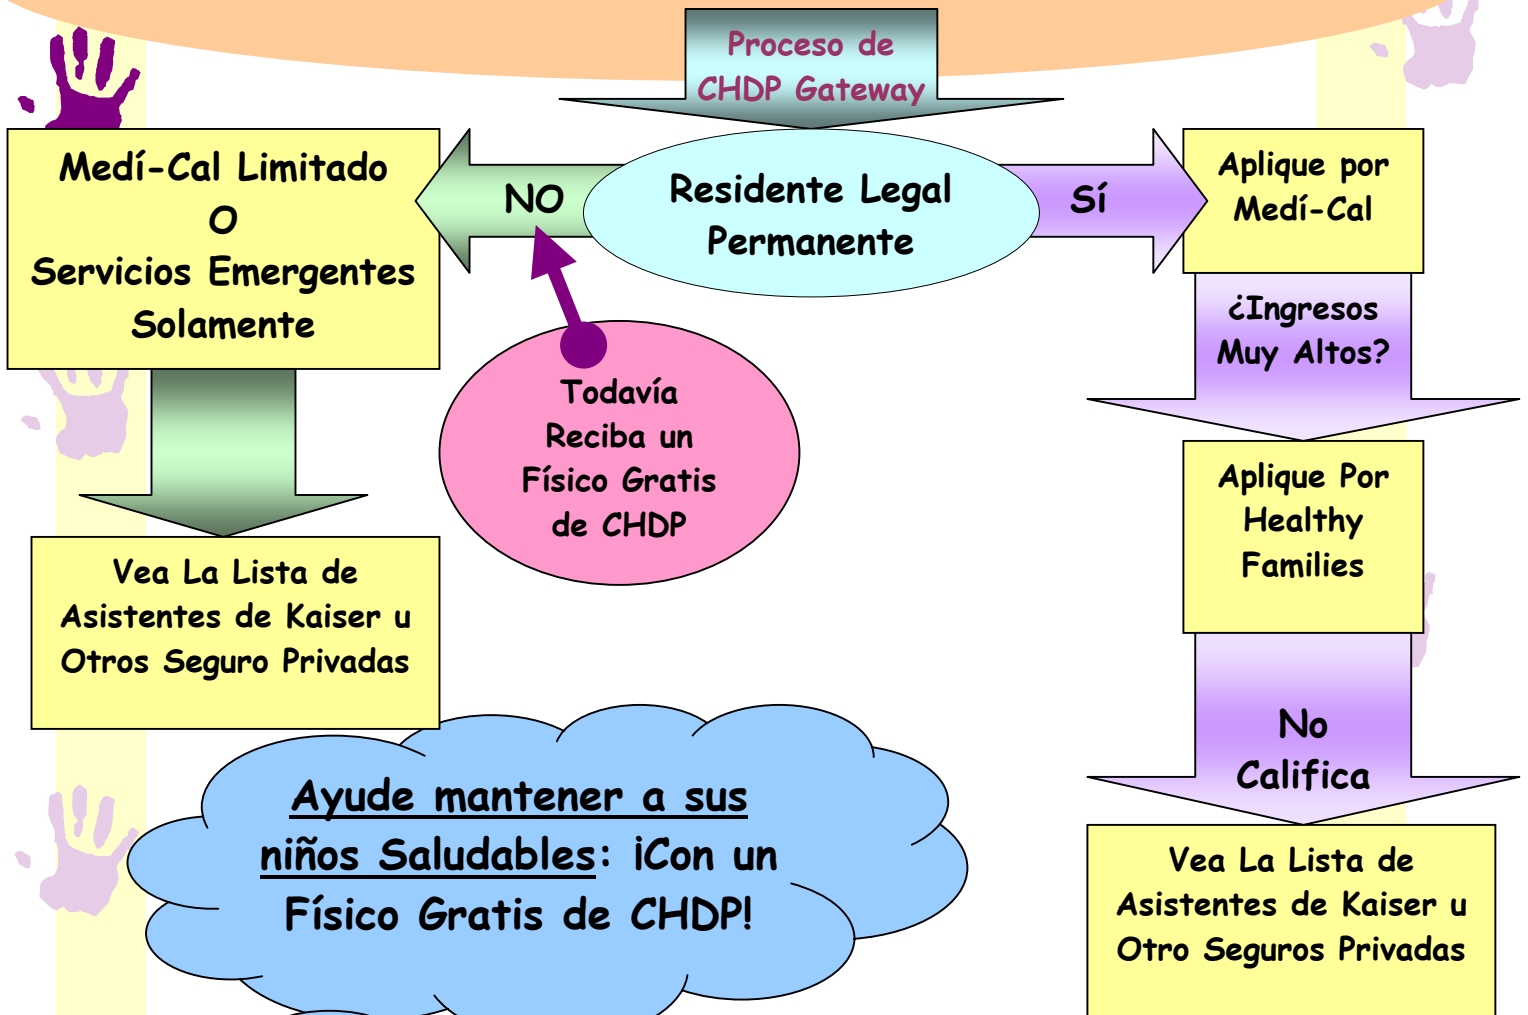 Proceso de
CHDP Gateway
Residente Legal
Permanente
NO
Sí
Medí-Cal Limitado
O
Servicios Emergentes
Solamente
Aplique por
Medí-Cal
¿Ingresos
Muy Altos?
Todavía
Reciba un
Físico Gratis
de CHDP
Aplique Por
Healthy
Families
Vea La Lista de
Asistentes de Kaiser u
Otros Seguro Privadas
No
Califica
Ayude mantener a sus
niños Saludables: ¡Con un
Físico Gratis de CHDP!
Vea La Lista de
Asistentes de Kaiser u
Otro Seguros Privadas